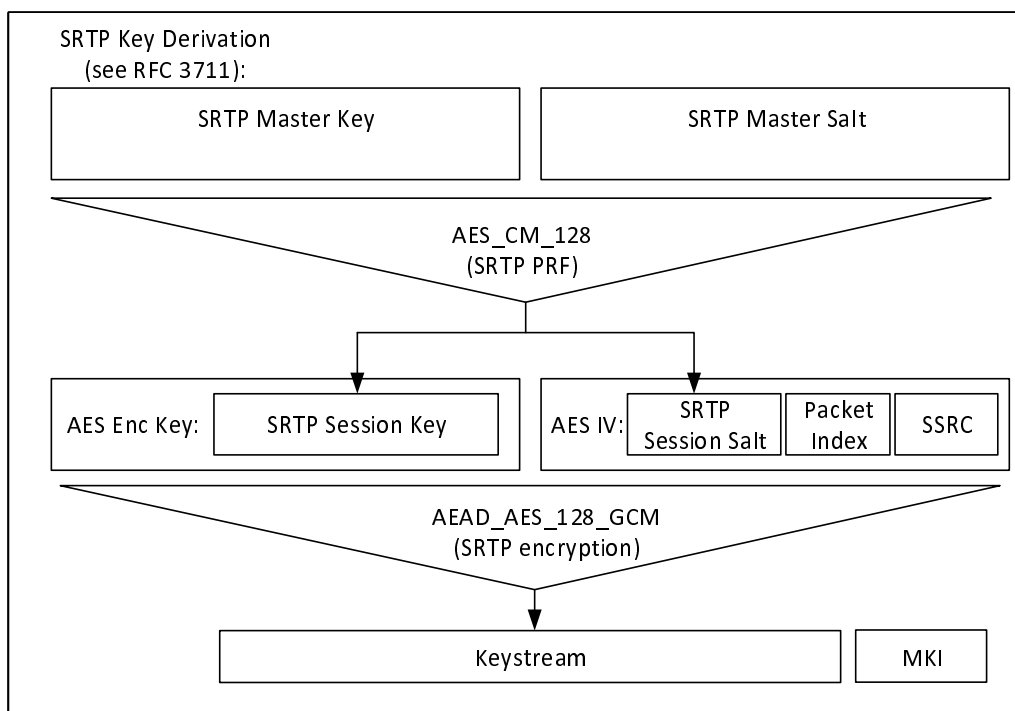 SRTP Key Derivation
(see RFC 3711):
SRTP Master Key
SRTP Master Salt
AES_CM_128
(SRTP PRF)
AES Enc Key:
SRTP Session Key
AES IV:
SRTP
Session Salt
Packet
Index
SSRC
AEAD_AES_128_GCM
(SRTP encryption)
Keystream
MKI